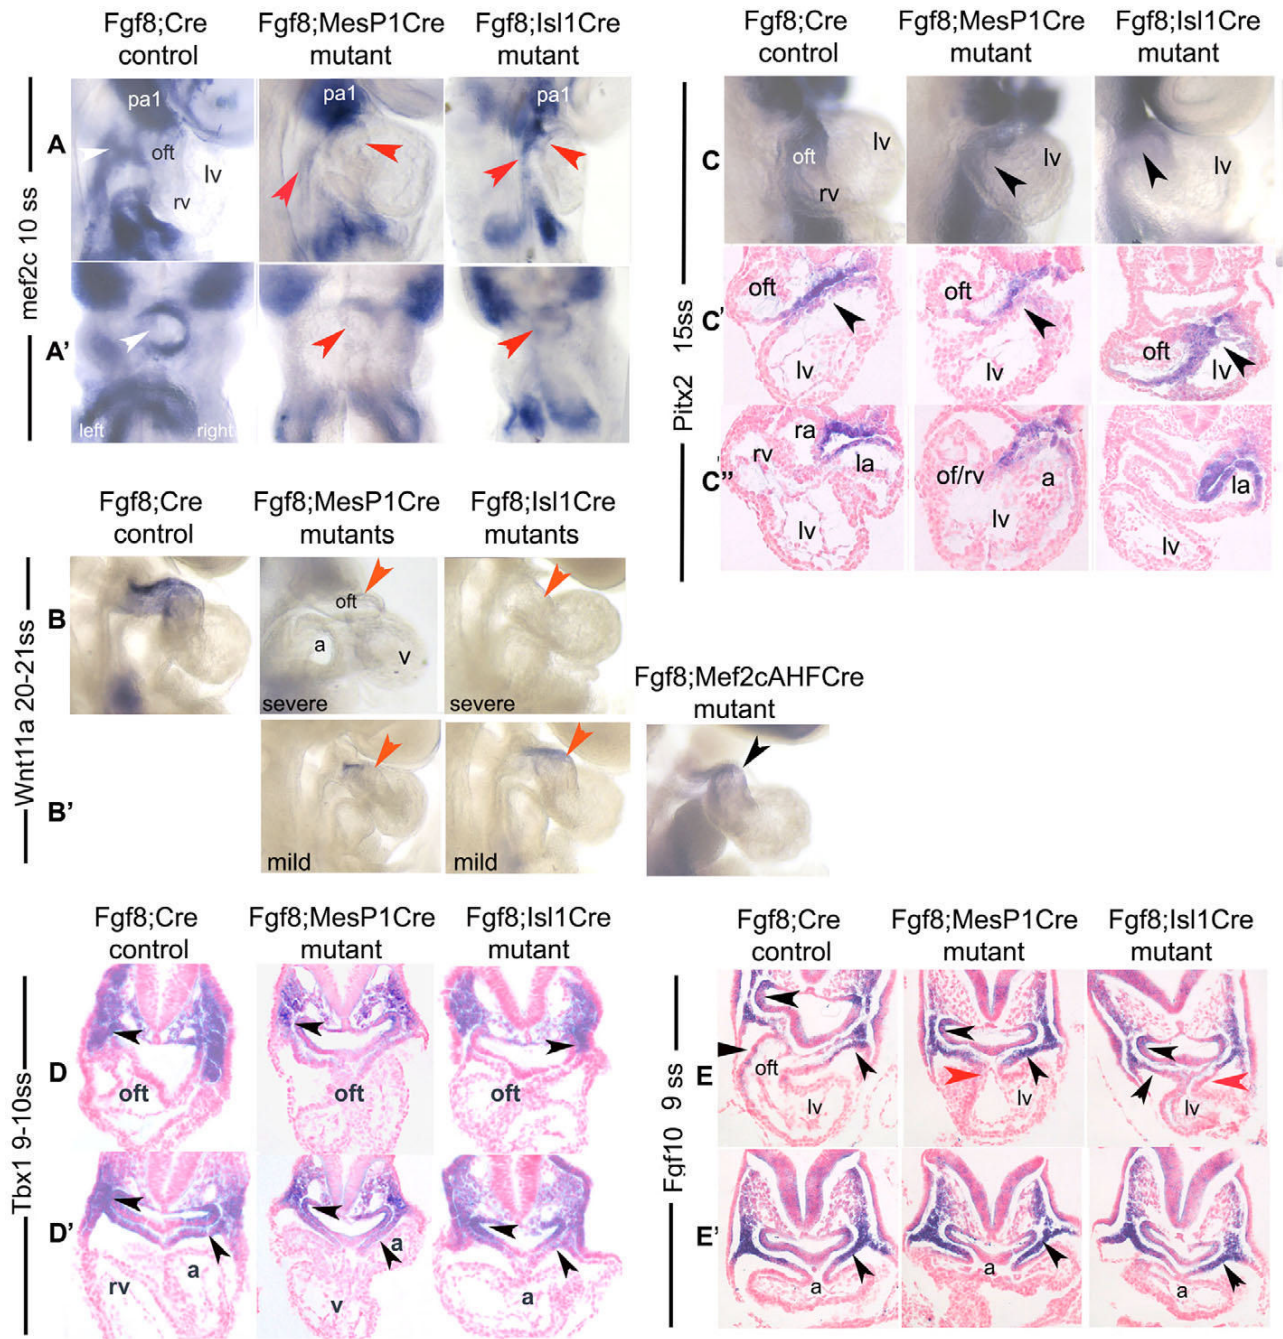 Fgf8;Cre
control
Fgf8;MesP1Cre
mutant
Fgf8;Isl1Cre
mutant
mef2c 10 ss
A
pa1
oft
lv
rv
pa1
pa1
A'
left
right
Fgf8;Cre
control
Fgf8;MesP1Cre
mutant
Fgf8;Isl1Cre
mutant
Pitx2 15ss
C
oft
rv
lv
lv
lv
C'
oft
lv
oft
lv
oft
lv
C"
rv
ra
la
lv
of/rv
a
lv
la
lv
Fgf8;Cre
control
Fgf8;MesP1Cre
mutants
Fgf8;Isl1Cre
mutants
Wnt11a 20-21ss
B
oft
a
v
severe
severe
B'
mild
mild
Fgf8;Mef2cAHFCre
mutant
Fgf8;Cre
control
Fgf8;MesP1Cre
mutant
Fgf8;Isl1Cre
mutant
Tbx1 9-10ss
D
oft
oft
oft
D'
rv
a
a
v
a
Fgf8;Cre
control
Fgf8;MesP1Cre
mutant
Fgf8;Isl1Cre
mutant
Fgf10 9 ss
E
oft
lv
lv
lv
E'
a
a
a